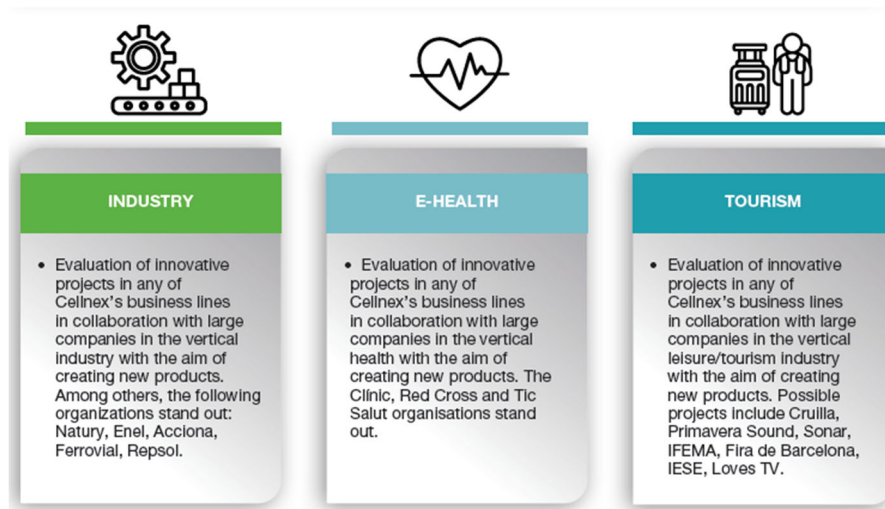 INDUSTRY
• Evaluation of innovative
projects in any of
Cellnex's business lines
in collaboration with large
companies in the vertical
industry with the aim of
creating new products.
Among others, the following
organizations stand out:
Natury, Enel, Acciona,
Ferrovial, Repsol.
E-HEALTH
• Evaluation of innovative
projects in any of
Cellnex's business lines
in collaboration with large
companies in the vertical
health with the aim of
creating new products. The
Clínic, Red Cross and Tic
Salut organisations stand
out.
TOURISM
• Evaluation of innovative
projects in any of
Cellnex's business lines
in collaboration with large
companies in the vertical
leisure/tourism industry
with the aim of creating
new products. Possible
projects include Cruilla,
Primavera Sound, Sonar,
IFEMA, Fira de Barcelona,
IESE, Loves TV.